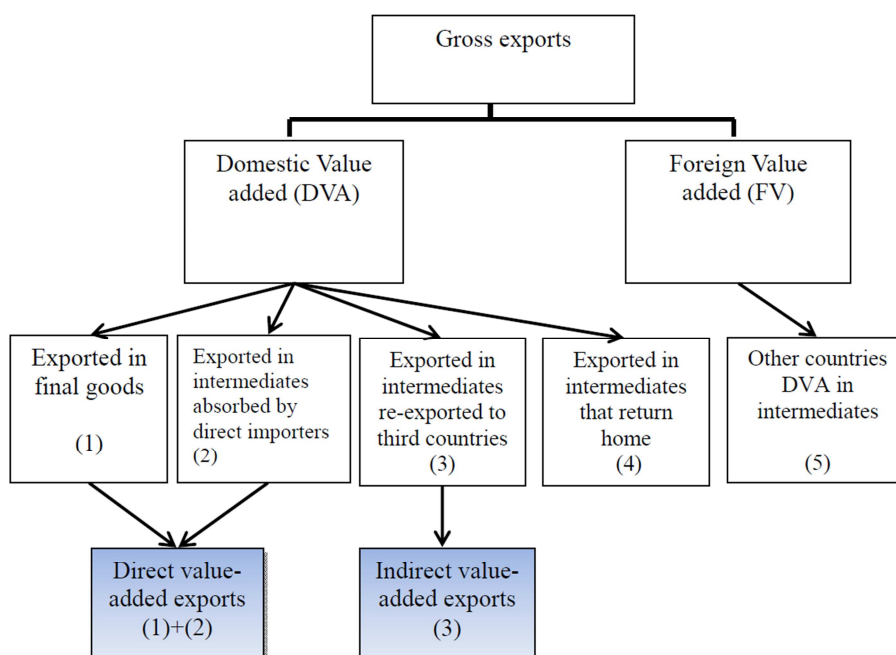 Gross exports
Domestic Value
added (DVA)
Foreign Value
added (FV)
Exported in
final goods
(1)
Exported in
intermediates
absorbed by
direct importers
(2)
Exported in
intermediates
re-exported to
third countries
(3)
Exported in
intermediates
that return
home
(4)
Other countries
DVA in
intermediates
(5)
Direct value-
added exports
(1)+(2)
Indirect value-
added exports
(3)